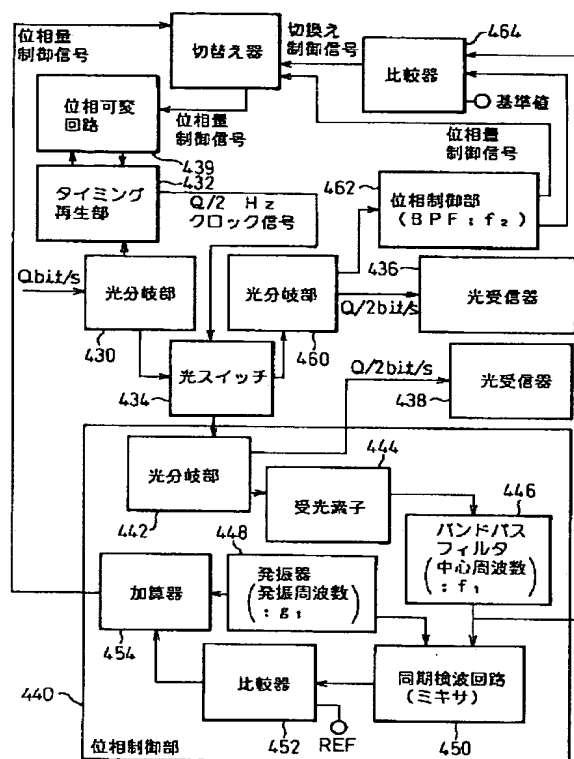 位相量
制御信号
切替え器
切換え
制御信号
比較器
464
基準値
位相可変
回路
439
位相量
制御信号
位相量
制御信号
タイミング
再生部
432
Q/2 Hz
クロック信号
462
位相制御部
(BPF:f2)
Qbit/s
光分岐部
430
光分岐部
460
436
Q/2bit/s
光受信器
光スイッチ
434
Q/2bit/s
光受信器
438
光分岐部
442
444
受光素子
446
バンドパス
フィルタ
(中心周波数
:f1)
448
発振器
(発振周波数
:g1)
加算器
454
比較器
452
REF
同期検波回路
(ミキサ)
450
440
位相制御部